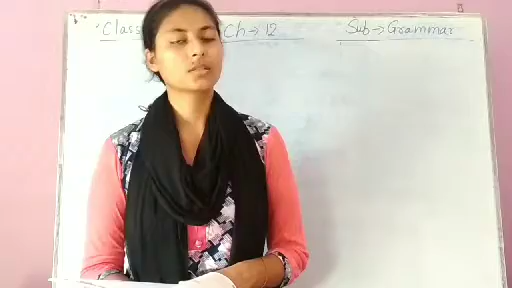 Class Ch → 12 Sub → Grammar